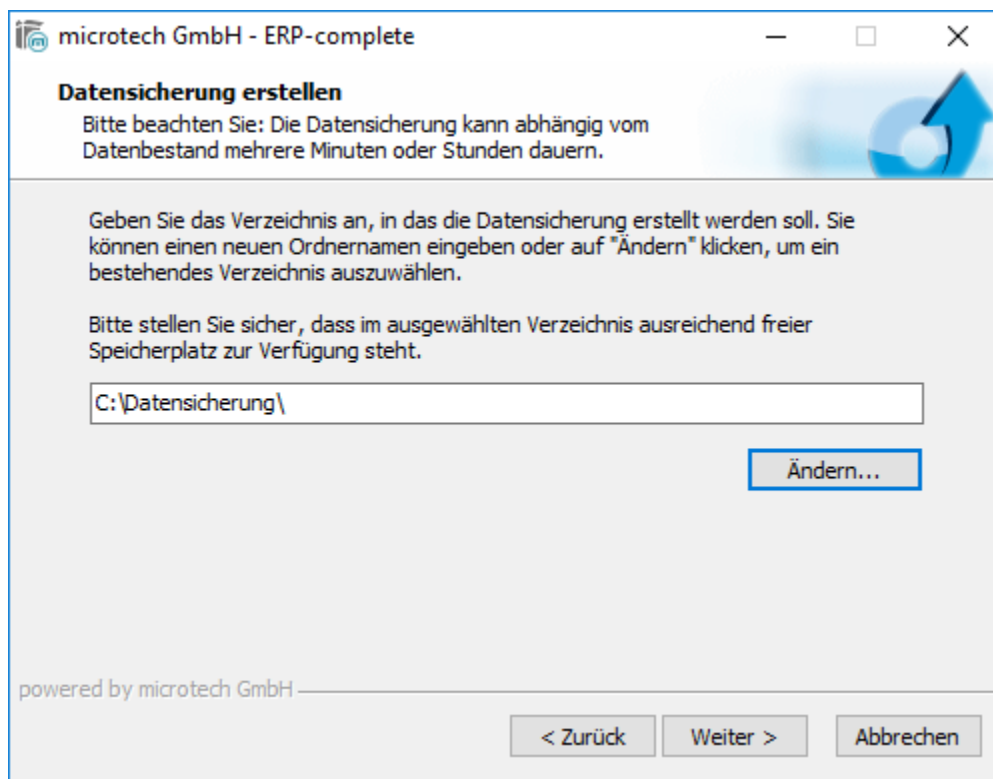 microtech GmbH - ERP-complete
Datensicherung erstellen
Bitte beachten Sie: Die Datensicherung kann abhängig vom
Datenbestand mehrere Minuten oder Stunden dauern.
Geben Sie das Verzeichnis an, in das die Datensicherung erstellt werden soll. Sie
können einen neuen Ordnernamen eingeben oder auf "Ändern" klicken, um ein
bestehendes Verzeichnis auszuwählen.
Bitte stellen Sie sicher, dass im ausgewählten Verzeichnis ausreichend freier
Speicherplatz zur Verfügung steht.
C:\Datensicherung\
Ändern...
powered by microtech GmbH
< Zurück
Weiter >
Abbrechen